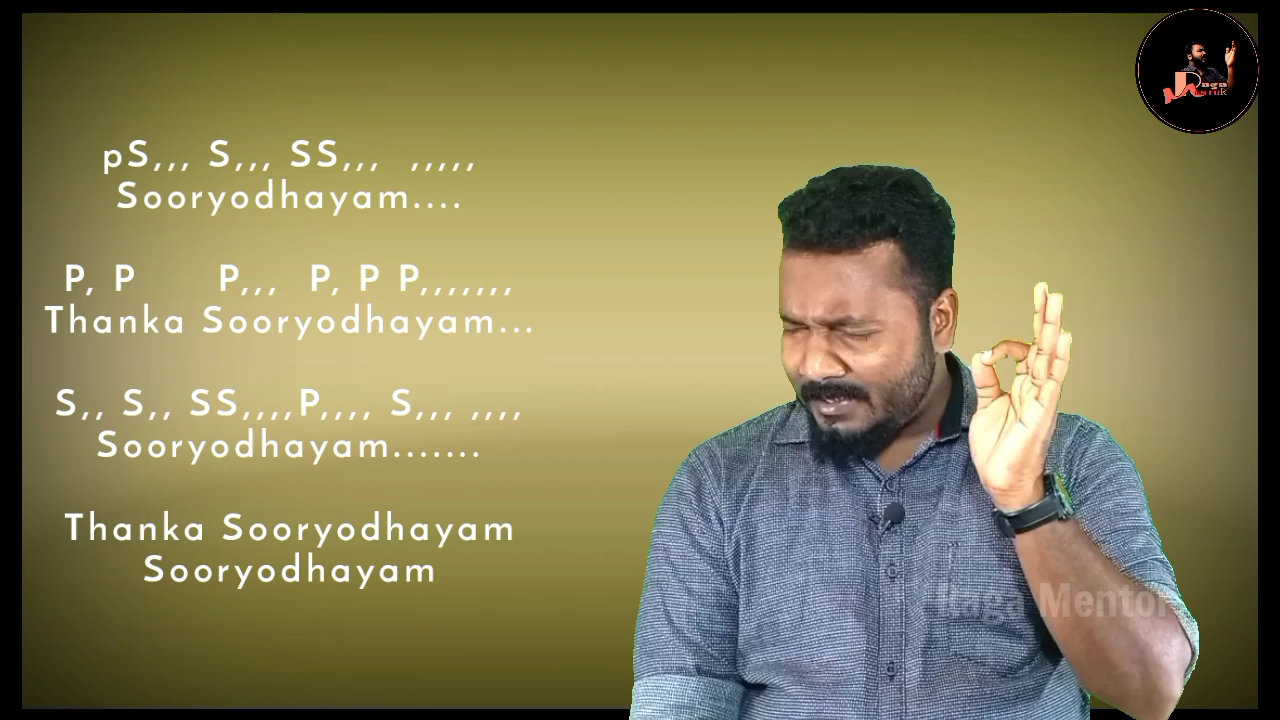 pS,,, S,,, SS,,,  ,,,,,
Sooryodhayam....
P, P P,,, P, P P,,,,,,,
Thanka Sooryodhayam...
S,, S,, SS,,,,P,,,, S,,, ,,,,
Sooryodhayam.......
Thanka Sooryodhayam
Sooryodhayam
Raga Mentor